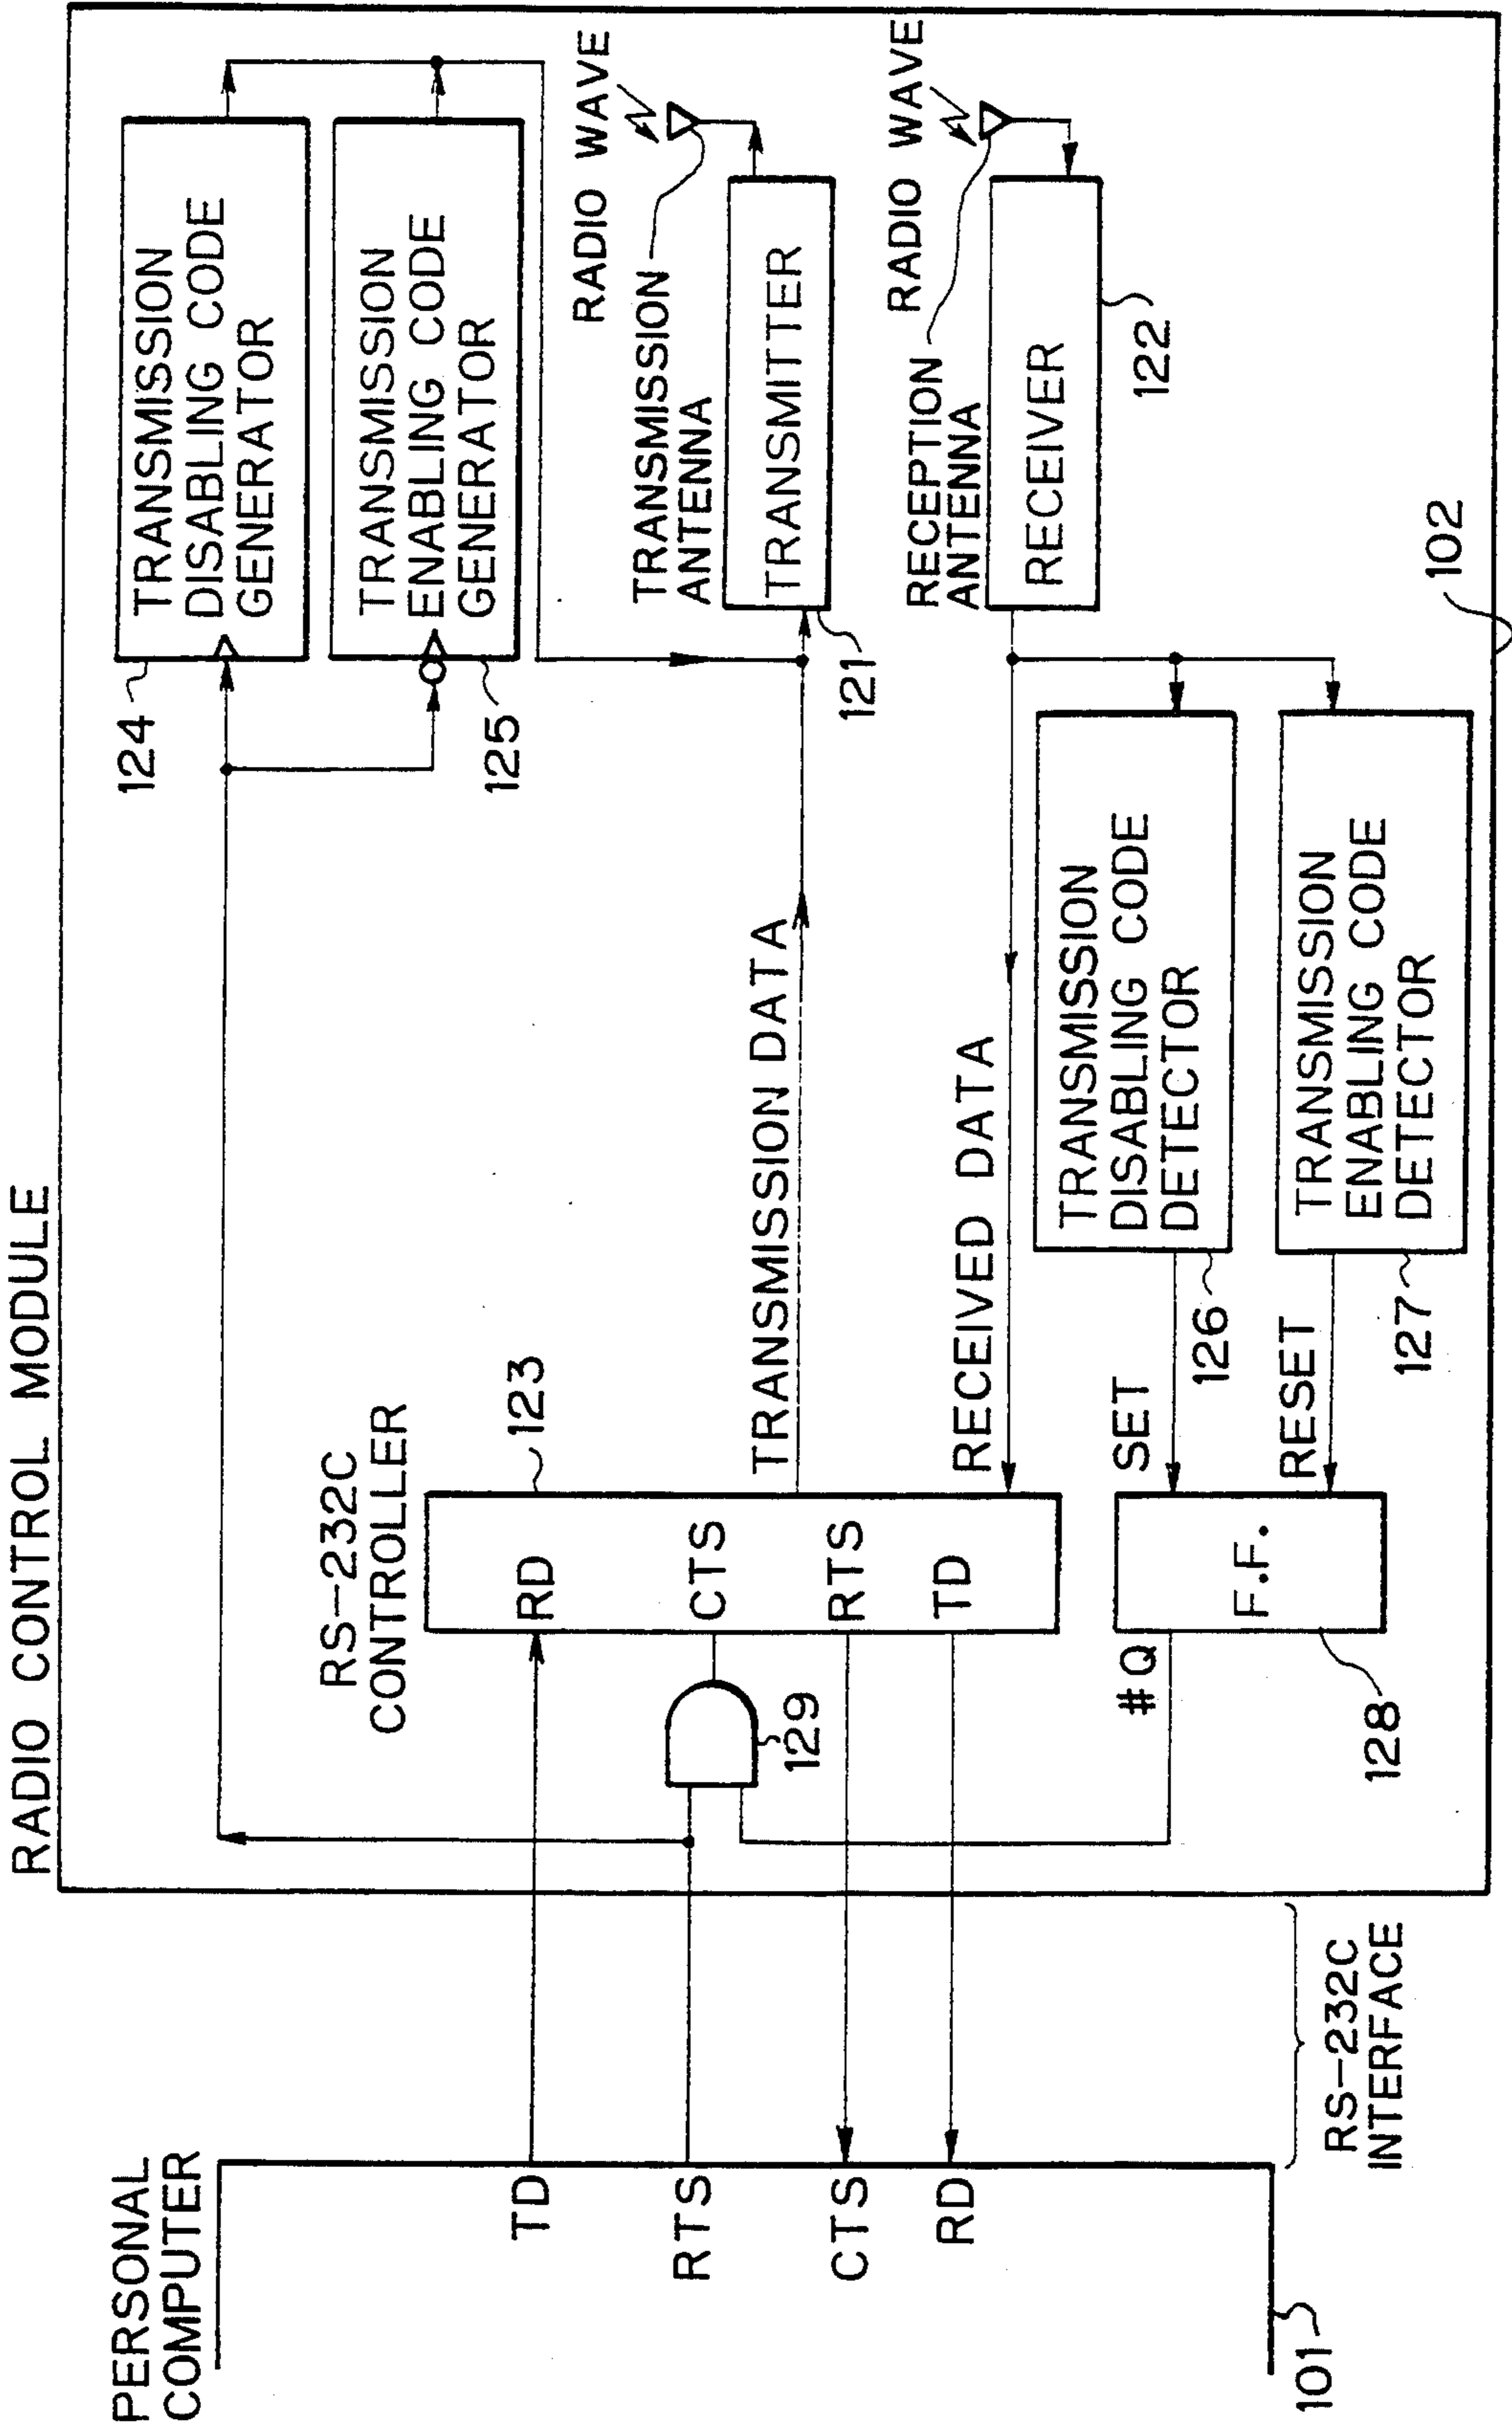 RADIO CONTROL MODULE
PERSONAL
COMPUTER
101
TD
RTS
CTS
RD
RS-232C
INTERFACE
RS-232C
CONTROLLER
123
RD
CTS
RTS
TD
129
#Q
F.F.
128
SET
RESET
TRANSMISSION DATA
RECEIVED DATA
124
TRANSMISSION
DISABLING CODE
GENERATOR
125
TRANSMISSION
ENABLING CODE
GENERATOR
RADIO WAVE
TRANSMISSION
ANTENNA
TRANSMITTER
121
RADIO WAVE
RECEPTION
ANTENNA
RECEIVER
122
TRANSMISSION
DISABLING CODE
DETECTOR
126
TRANSMISSION
ENABLING CODE
DETECTOR
127
102